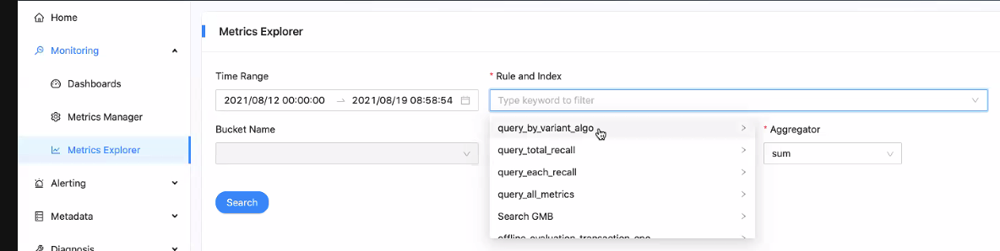 Home
Monitoring
Dashboards
Metrics Manager
Metrics Explorer
Alerting
Metadata
Diagnosis
Metrics Explorer
Time Range
2021/08/12 00:00:00 → 2021/08/19 08:58:54
* Rule and Index
Type keyword to filter
Bucket Name
query_by_variant_algo
query_total_recall
query_each_recall
query_all_metrics
Search GMB
* Aggregator
sum
Search